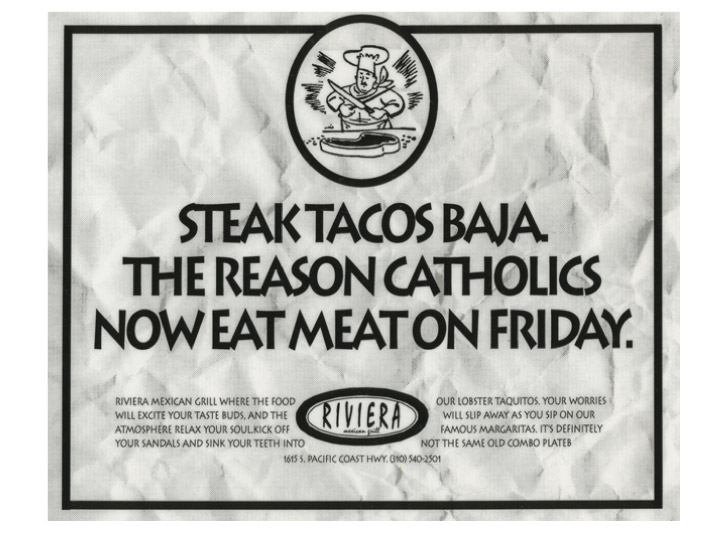 STEAK TACOS BAJA.
THE REASON CATHOLICS
NOW EAT MEAT ON FRIDAY.
RIVIERA MEXICAN GRILL WHERE THE FOOD
WILL EXCITE YOUR TASTE BUDS, AND THE
ATMOSPHERE RELAX YOUR SOUL.KICK OFF
YOUR SANDALS AND SINK YOUR TEETH INTO
RIVIERA
mexican grill
OUR LOBSTER TAQUITOS. YOUR WORRIES
WILL SLIP AWAY AS YOU SIP ON OUR
FAMOUS MARGARITAS. IT'S DEFINITELY
NOT THE SAME OLD COMBO PLATEB
1615 S. PACIFIC COAST HWY. (310) 540-2501